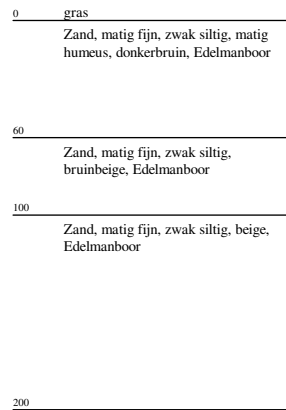 0 gras
Zand, matig fijn, zwak siltig, matig
humeus, donkerbruin, Edelmanboor
60
Zand, matig fijn, zwak siltig,
bruinbeige, Edelmanboor
100
Zand, matig fijn, zwak siltig, beige,
Edelmanboor
200